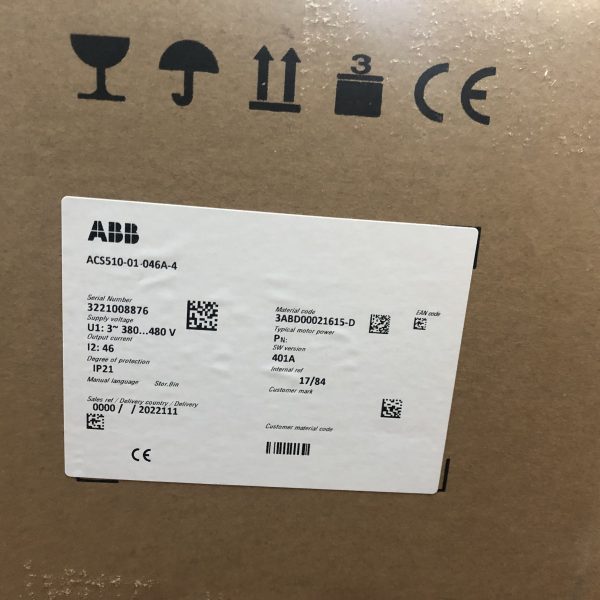 3
CE
ABB
ACS510-01-046A-4
Serial Number
3221008876
Supply voltage
U1: 3~ 380...480 V
Output current
I2: 46
Degree of protection
IP21
Manual language Stor.Bin
Sales ref / Delivery country / Delivery
0000 / / 2022111
CE
Material code
3ABD00021615-D
Typical motor power
PN:
SW version
401A
Internal ref
17/84
Customer mark
Customer material code
EAN code